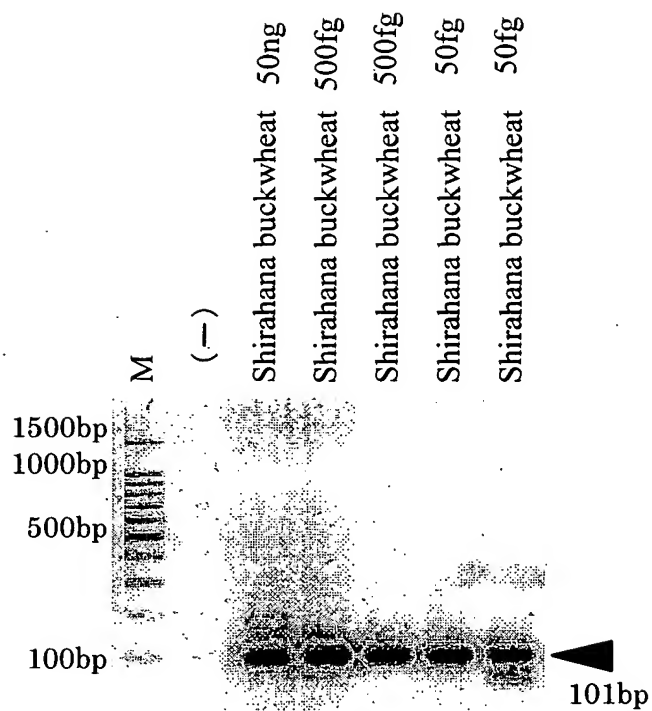 M
(—)
Shirahana buckwheat 50ng
Shirahana buckwheat 500fg
Shirahana buckwheat 500fg
Shirahana buckwheat 50fg
Shirahana buckwheat 50fg
1500bp
1000bp
500bp
100bp
101bp